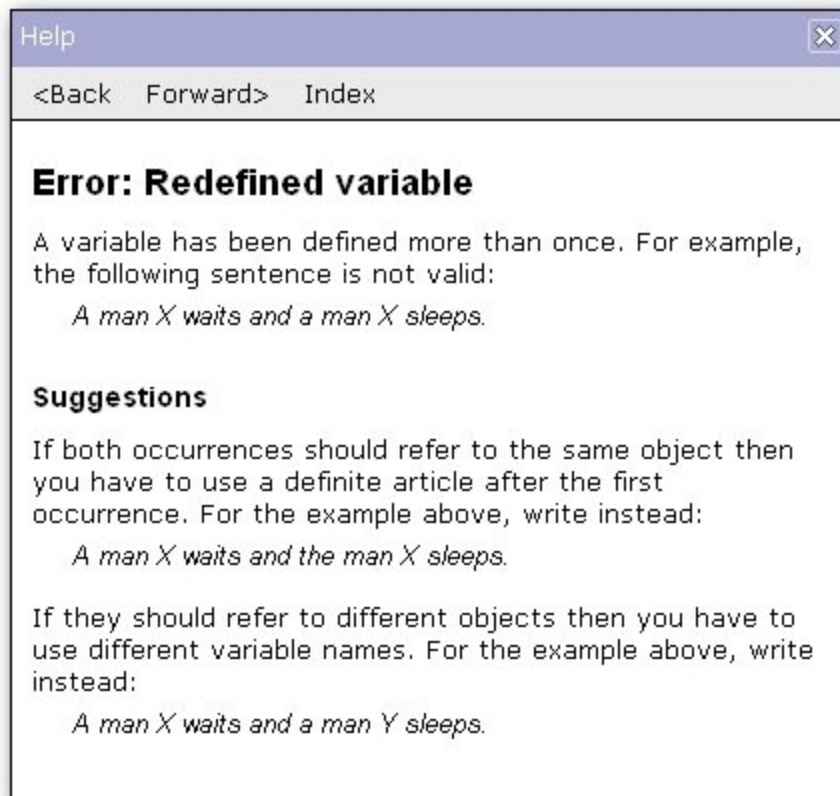 Help
<Back Forward> Index
Error: Redefined variable
A variable has been defined more than once. For example,
the following sentence is not valid:
A man X waits and a man X sleeps.
Suggestions
If both occurrences should refer to the same object then
you have to use a definite article after the first
occurrence. For the example above, write instead:
A man X waits and the man X sleeps.
If they should refer to different objects then you have to
use different variable names. For the example above, write
instead:
A man X waits and a man Y sleeps.